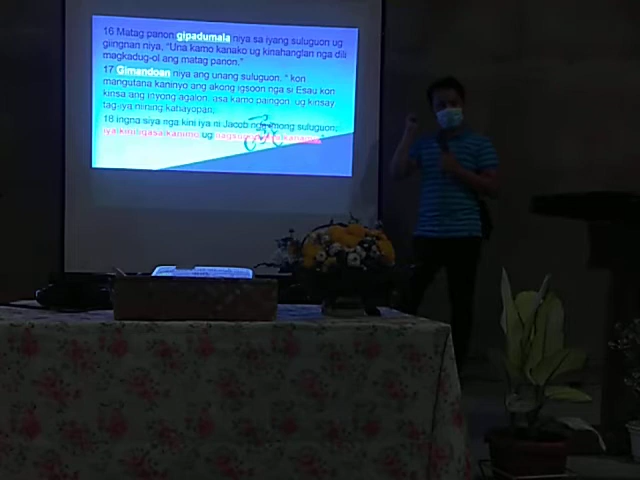 16 Matag panon gipadumala niya sa iyang suluguon ug
giingnan niya, "Una kamo kanako ug kinahanglan nga dili
magkadug-ol ang matag panon."
17 Gimandoan niya ang unang suluguon, " kon
mangutana kaninyo ang akong igsoon nga si Esau kon
kinsa ang inyong agalon, asa kamo paingon, ug kinsay
tag-iya niining kahayopan,
18 ingna siya nga kini iya ni Jacob nga inong suluguon,
iya kining gasa kanimo ug